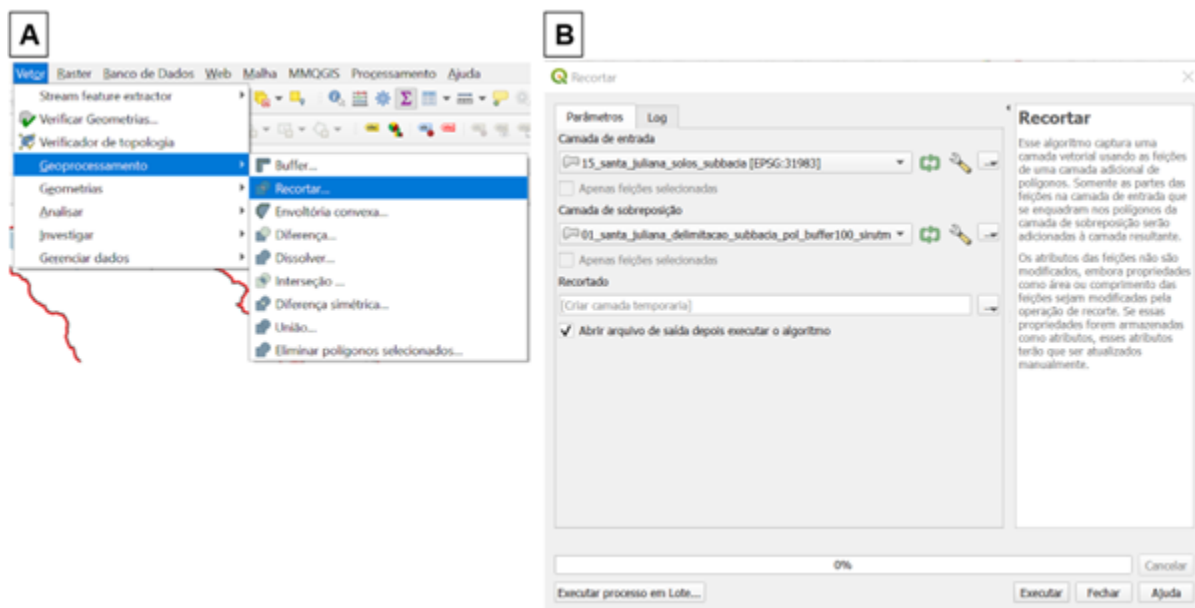 A
Vetor Raster Banco de Dados Web Malha MMQGIS Processamento Ajuda
Stream feature extractor
Verificar Geometrias...
Verificador de topologia
Geoprocessamento
Geometrias
Analisar
Investigar
Gerenciar dados
Buffer...
Recortar...
Envoltória convexa...
Diferença...
Dissolver...
Interseção ...
Diferença simétrica...
União...
Eliminar polígonos selecionados...
B
Recortar
Parâmetros Log
Camada de entrada
15_santa_juliana_solos_subbacia [EPSG:31983]
Apenas feições selecionadas
Camada de sobreposição
01_santa_juliana_delimitacao_subbacia_pol_buffer100_sirutm
Apenas feições selecionadas
Recortado
[Criar camada temporaria]
Abrir arquivo de saída depois executar o algoritmo
Recortar
Esse algoritmo captura uma
camada vetorial usando as feições
de uma camada adicional de
polígonos. Somente as partes das
feições na camada de entrada que
se enquadram nos polígonos da
camada de sobreposição serão
adicionadas à camada resultante.
Os atributos das feições não são
modificados, embora propriedades
como área ou comprimento das
feições sejam modificadas pela
operação de recorte. Se essas
propriedades forem armazenadas
como atributos, esses atributos
terão que ser atualizados
manualmente.
0%
Cancelar
Executar processo em Lote...
Executar Fechar Ajuda